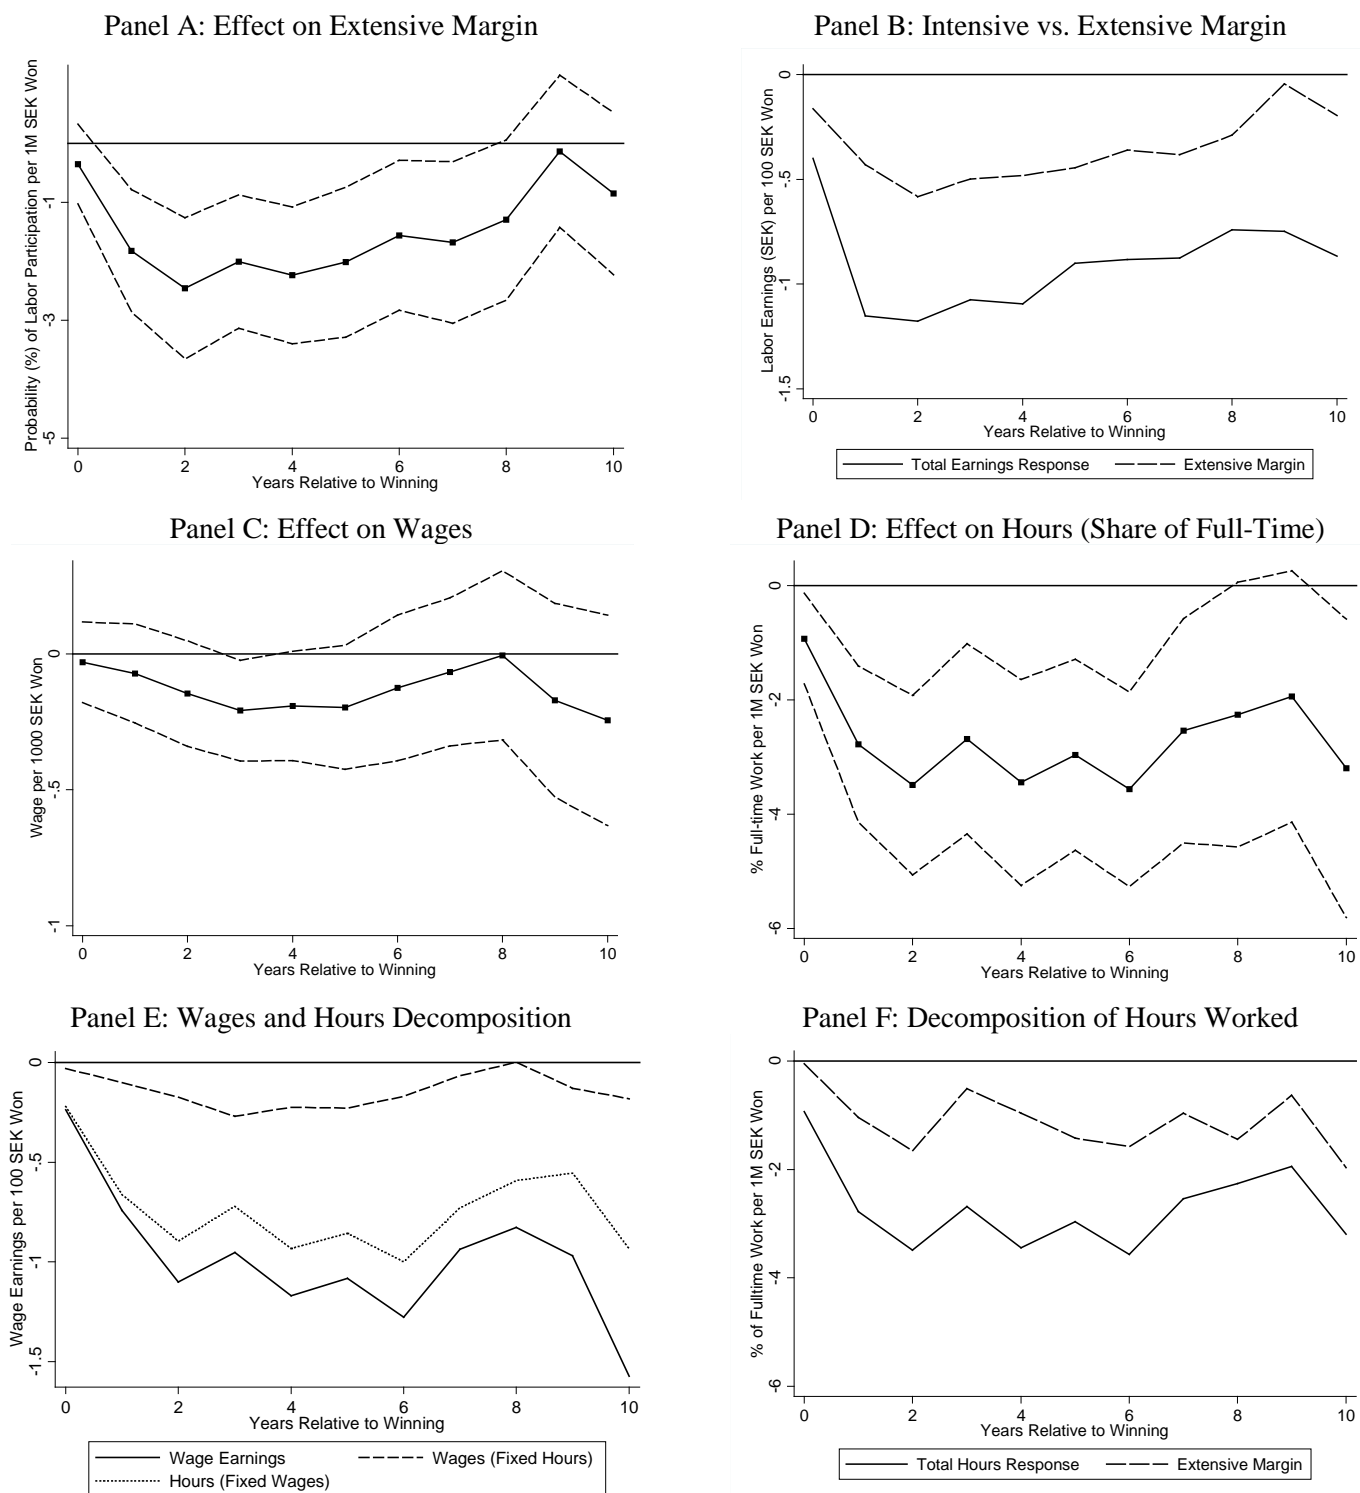 Panel A: Effect on Extensive Margin
Probability (%) of Labor Participation per 1M SEK Won
-1
-3
-5
0 2 4 6 8 10
Years Relative to Winning
Panel B: Intensive vs. Extensive Margin
Labor Earnings (SEK) per 100 SEK Won
0
-.5
-1
-1.5
0 2 4 6 8 10
Years Relative to Winning
Total Earnings Response Extensive Margin
Panel C: Effect on Wages
Wage per 1000 SEK Won
0
-.5
-1
0 2 4 6 8 10
Years Relative to Winning
Panel D: Effect on Hours (Share of Full-Time)
% Full-time Work per 1M SEK Won
0
-2
-4
-6
0 2 4 6 8 10
Years Relative to Winning
Panel E: Wages and Hours Decomposition
Wage Earnings per 100 SEK Won
0
-.5
-1
-1.5
0 2 4 6 8 10
Years Relative to Winning
Wage Earnings Wages (Fixed Hours)
Hours (Fixed Wages)
Panel F: Decomposition of Hours Worked
% of Fulltime Work per 1M SEK Won
0
-2
-4
-6
0 2 4 6 8 10
Years Relative to Winning
Total Hours Response Extensive Margin